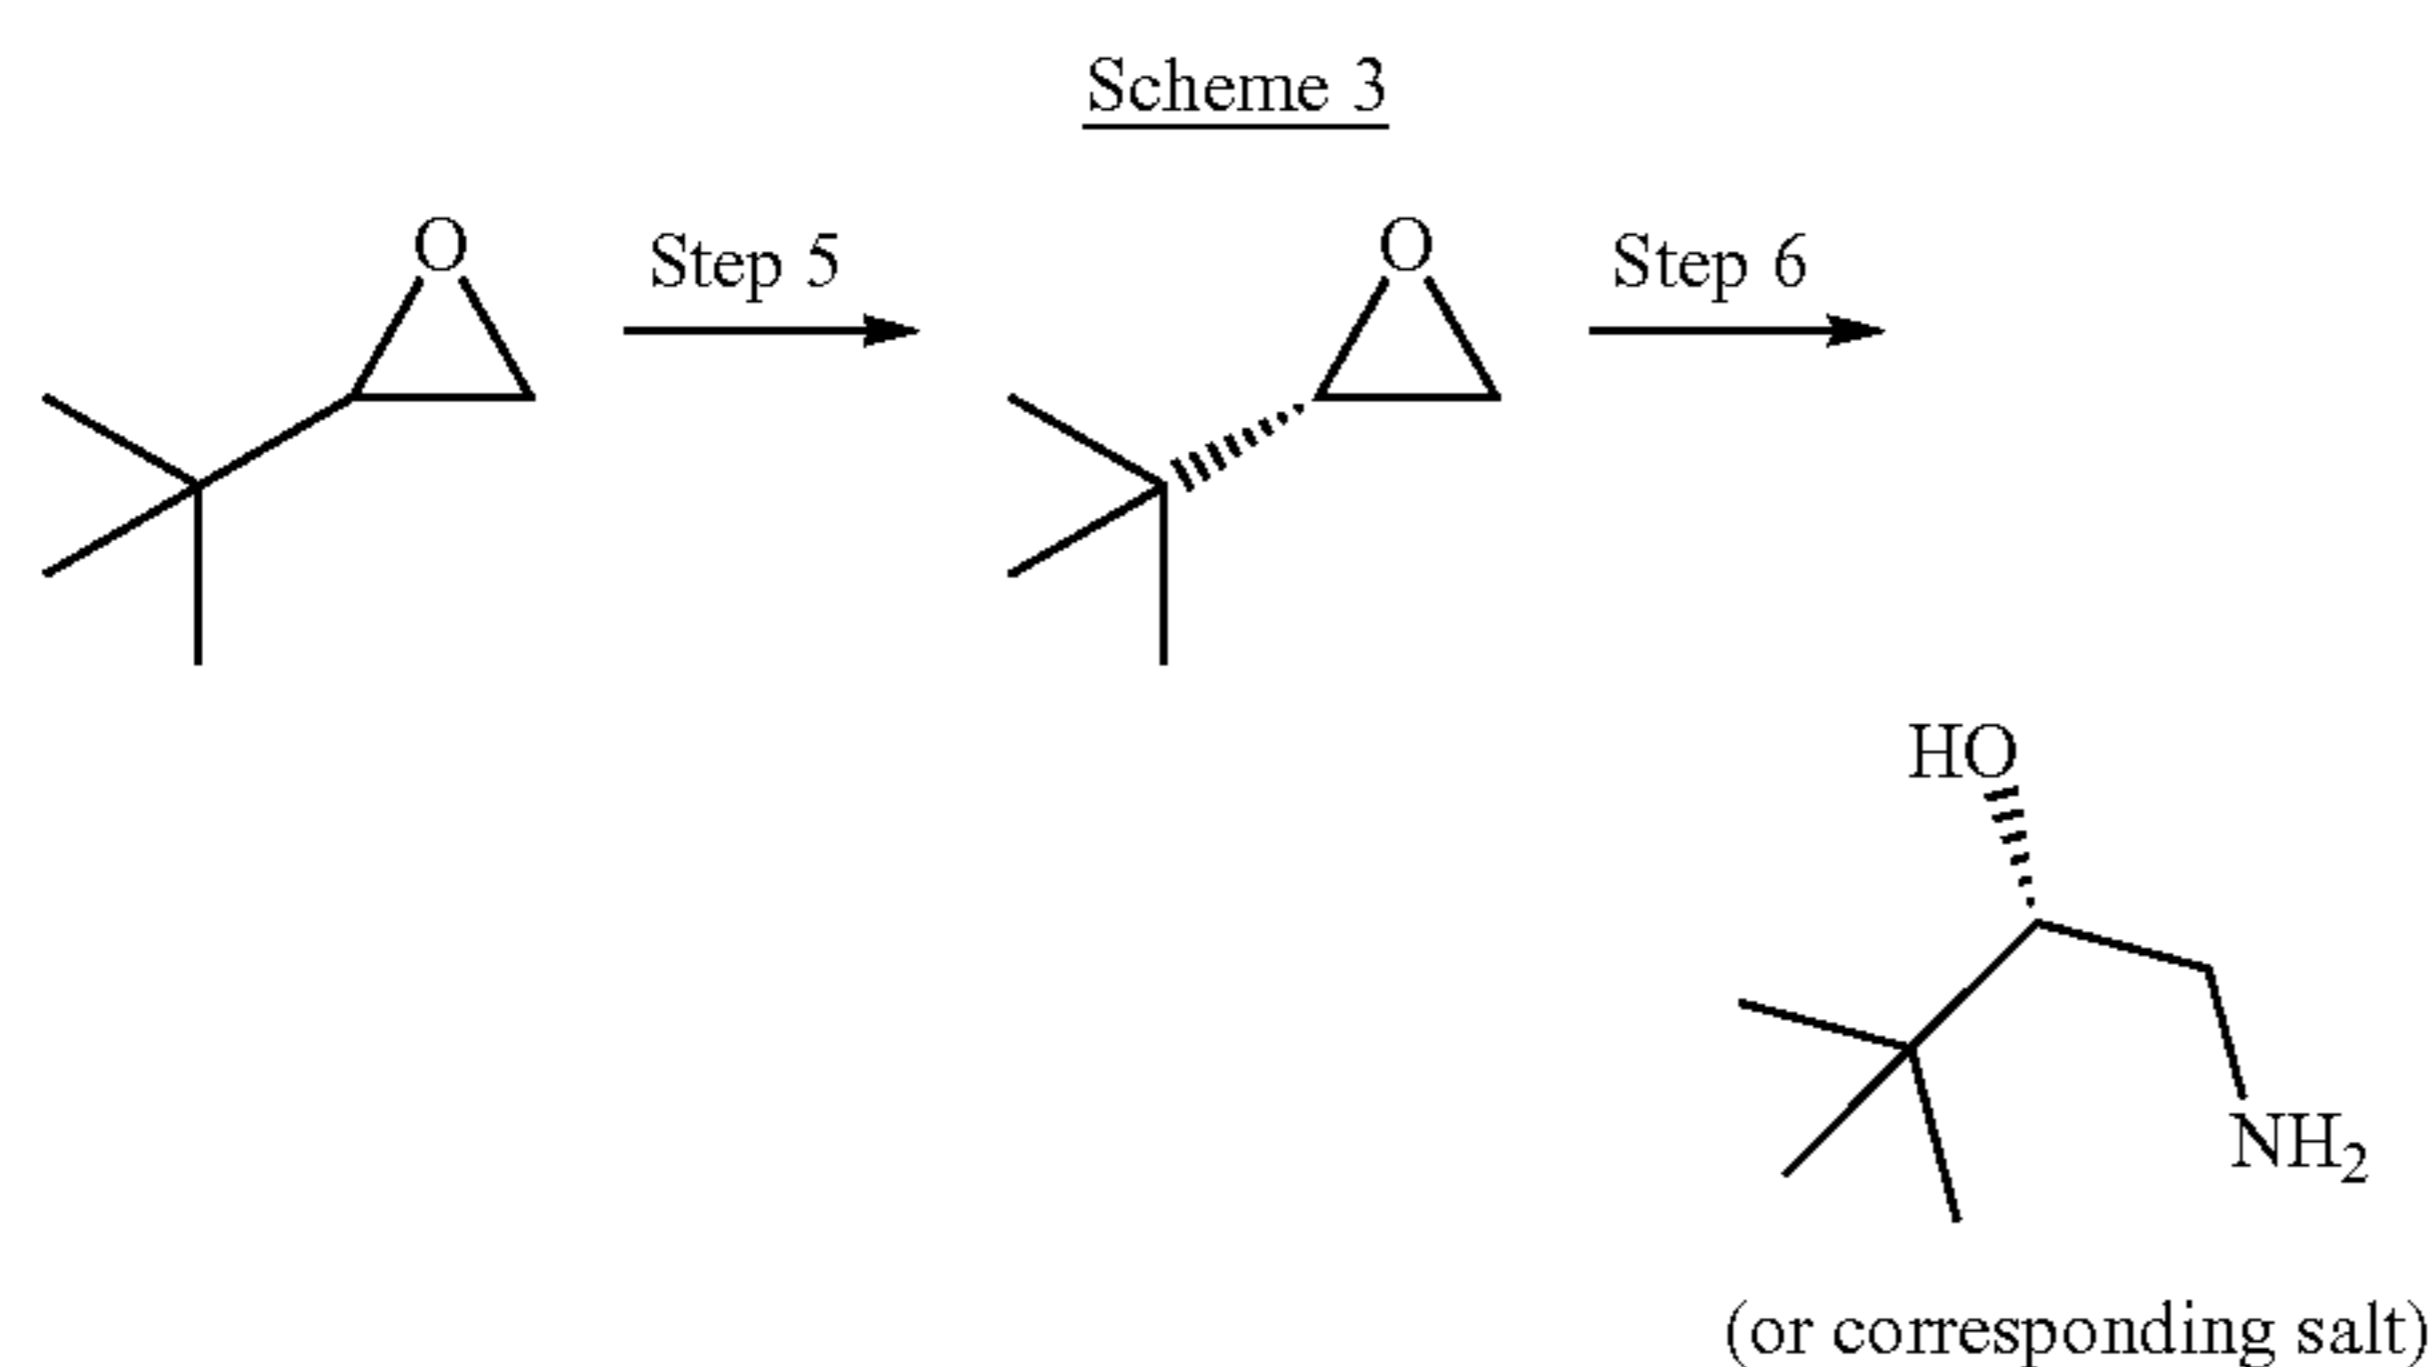 Scheme 3
O
Step 5
O
Step 6
HO
NH₂
(or corresponding salt)